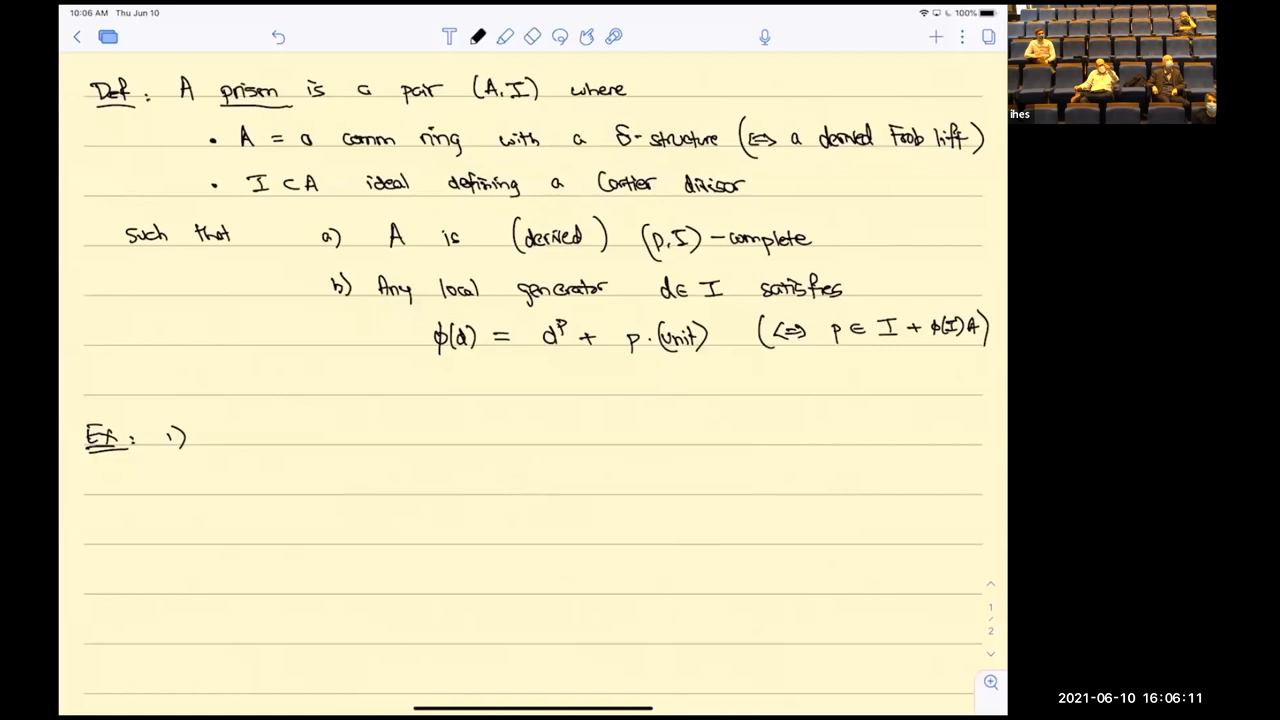 10:06 AM Thu Jun 10
100%
Def: A prism is a pair (A, I) where
• A = a comm ring with a δ-structure (⟺ a derived Frob lift)
• I ⊂ A ideal defining a Cartier divisor
such that a) A is (derived) (p, I)-complete
b) Any local generator d ∈ I satisfies
ϕ(d) = d^p + p·(unit) (⟺ p ∈ I + ϕ(I)A)
Ex: 1)
1
/
2
ihes
2021-06-10 16:06:11